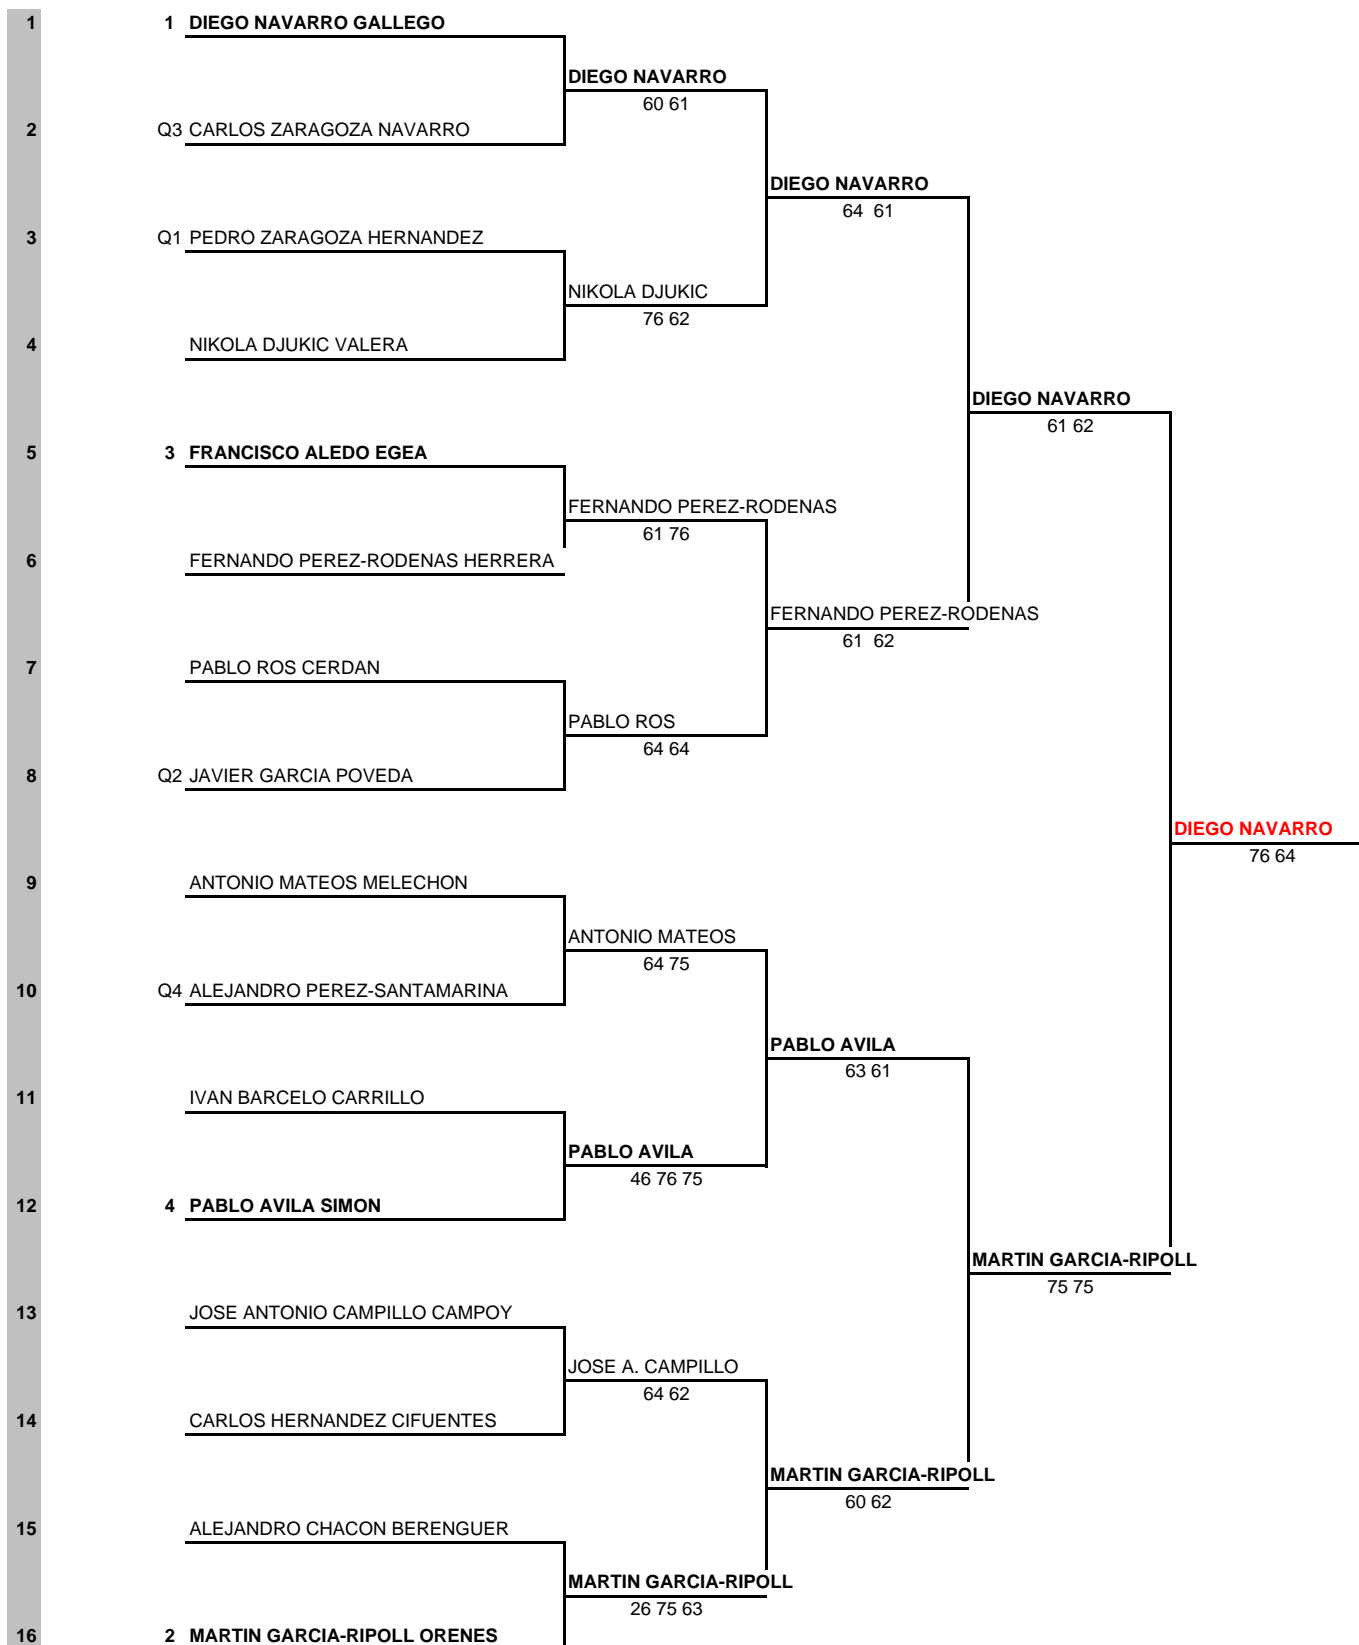 1 1 DIEGO NAVARRO GALLEGO
DIEGO NAVARRO
60 61
2 Q3 CARLOS ZARAGOZA NAVARRO
DIEGO NAVARRO
64 61
3 Q1 PEDRO ZARAGOZA HERNANDEZ
NIKOLA DJUKIC
76 62
4 NIKOLA DJUKIC VALERA
DIEGO NAVARRO
61 62
5 3 FRANCISCO ALEDO EGEA
FERNANDO PEREZ-RODENAS
61 76
6 FERNANDO PEREZ-RODENAS HERRERA
FERNANDO PEREZ-RODENAS
61 62
7 PABLO ROS CERDAN
PABLO ROS
64 64
8 Q2 JAVIER GARCIA POVEDA
DIEGO NAVARRO
76 64
9 ANTONIO MATEOS MELECHON
ANTONIO MATEOS
64 75
10 Q4 ALEJANDRO PEREZ-SANTAMARINA
PABLO AVILA
63 61
11 IVAN BARCELO CARRILLO
PABLO AVILA
46 76 75
12 4 PABLO AVILA SIMON
MARTIN GARCIA-RIPOLL
75 75
13 JOSE ANTONIO CAMPILLO CAMPOY
JOSE A. CAMPILLO
64 62
14 CARLOS HERNANDEZ CIFUENTES
MARTIN GARCIA-RIPOLL
60 62
15 ALEJANDRO CHACON BERENGUER
MARTIN GARCIA-RIPOLL
26 75 63
16 2 MARTIN GARCIA-RIPOLL ORENES